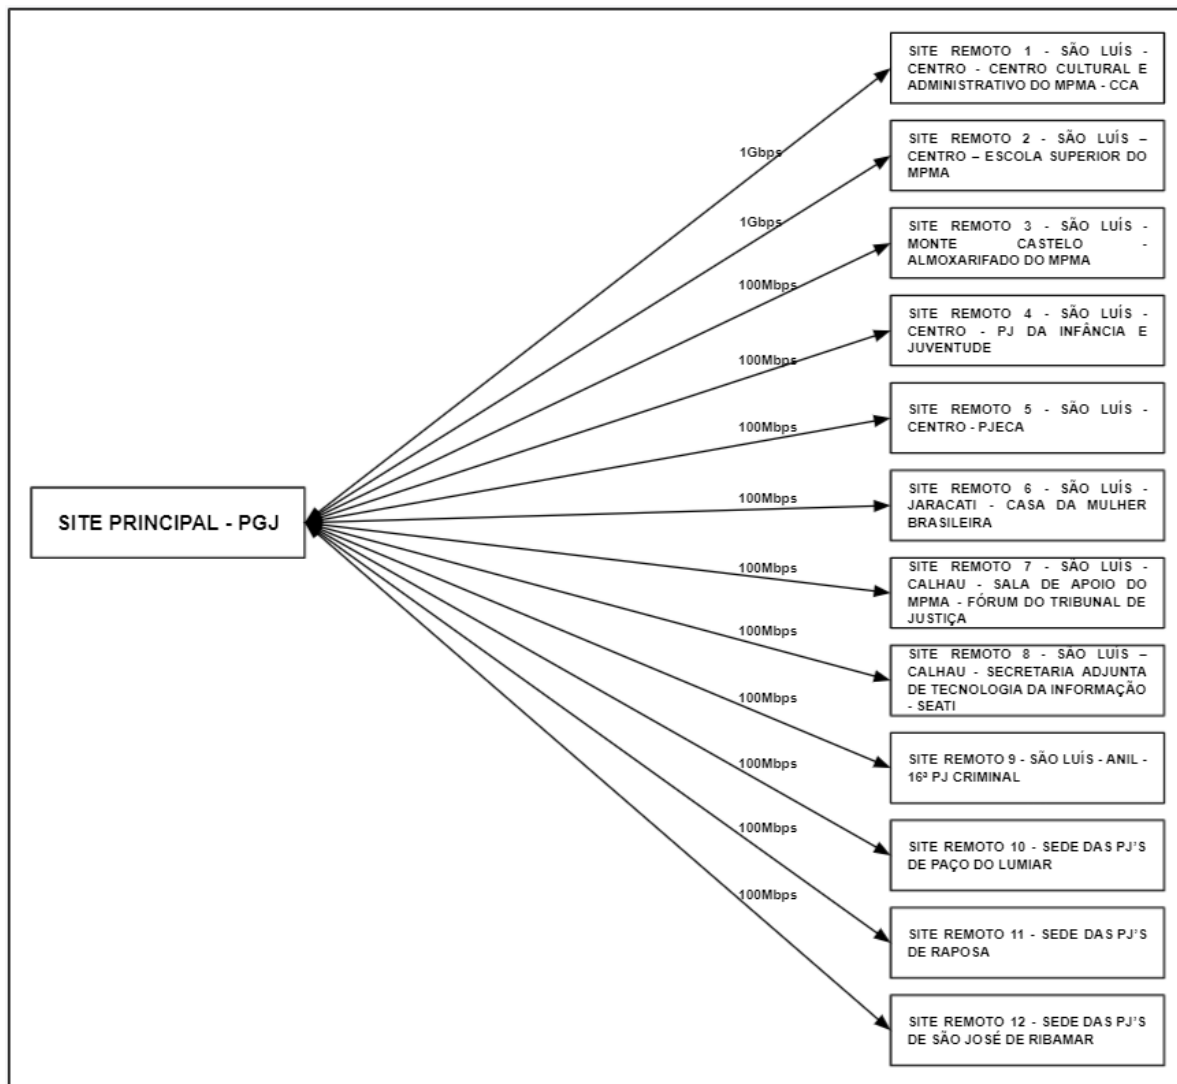 SITE PRINCIPAL - PGJ
1Gbps
1Gbps
100Mbps
100Mbps
100Mbps
100Mbps
100Mbps
100Mbps
100Mbps
100Mbps
100Mbps
100Mbps
SITE REMOTO 1 - SÃO LUÍS -
CENTRO - CENTRO CULTURAL E
ADMINISTRATIVO DO MPMA - CCA
SITE REMOTO 2 - SÃO LUÍS –
CENTRO – ESCOLA SUPERIOR DO
MPMA
SITE REMOTO 3 - SÃO LUÍS -
MONTE CASTELO -
ALMOXARIFADO DO MPMA
SITE REMOTO 4 - SÃO LUÍS -
CENTRO - PJ DA INFÂNCIA E
JUVENTUDE
SITE REMOTO 5 - SÃO LUÍS -
CENTRO - PJECA
SITE REMOTO 6 - SÃO LUÍS -
JARACATI - CASA DA MULHER
BRASILEIRA
SITE REMOTO 7 - SÃO LUÍS -
CALHAU - SALA DE APOIO DO
MPMA - FÓRUM DO TRIBUNAL DE
JUSTIÇA
SITE REMOTO 8 - SÃO LUÍS –
CALHAU - SECRETARIA ADJUNTA
DE TECNOLOGIA DA INFORMAÇÃO
- SEATI
SITE REMOTO 9 - SÃO LUÍS - ANIL -
16ª PJ CRIMINAL
SITE REMOTO 10 - SEDE DAS PJ'S
DE PAÇO DO LUMIAR
SITE REMOTO 11 - SEDE DAS PJ'S
DE RAPOSA
SITE REMOTO 12 - SEDE DAS PJ'S
DE SÃO JOSÉ DE RIBAMAR